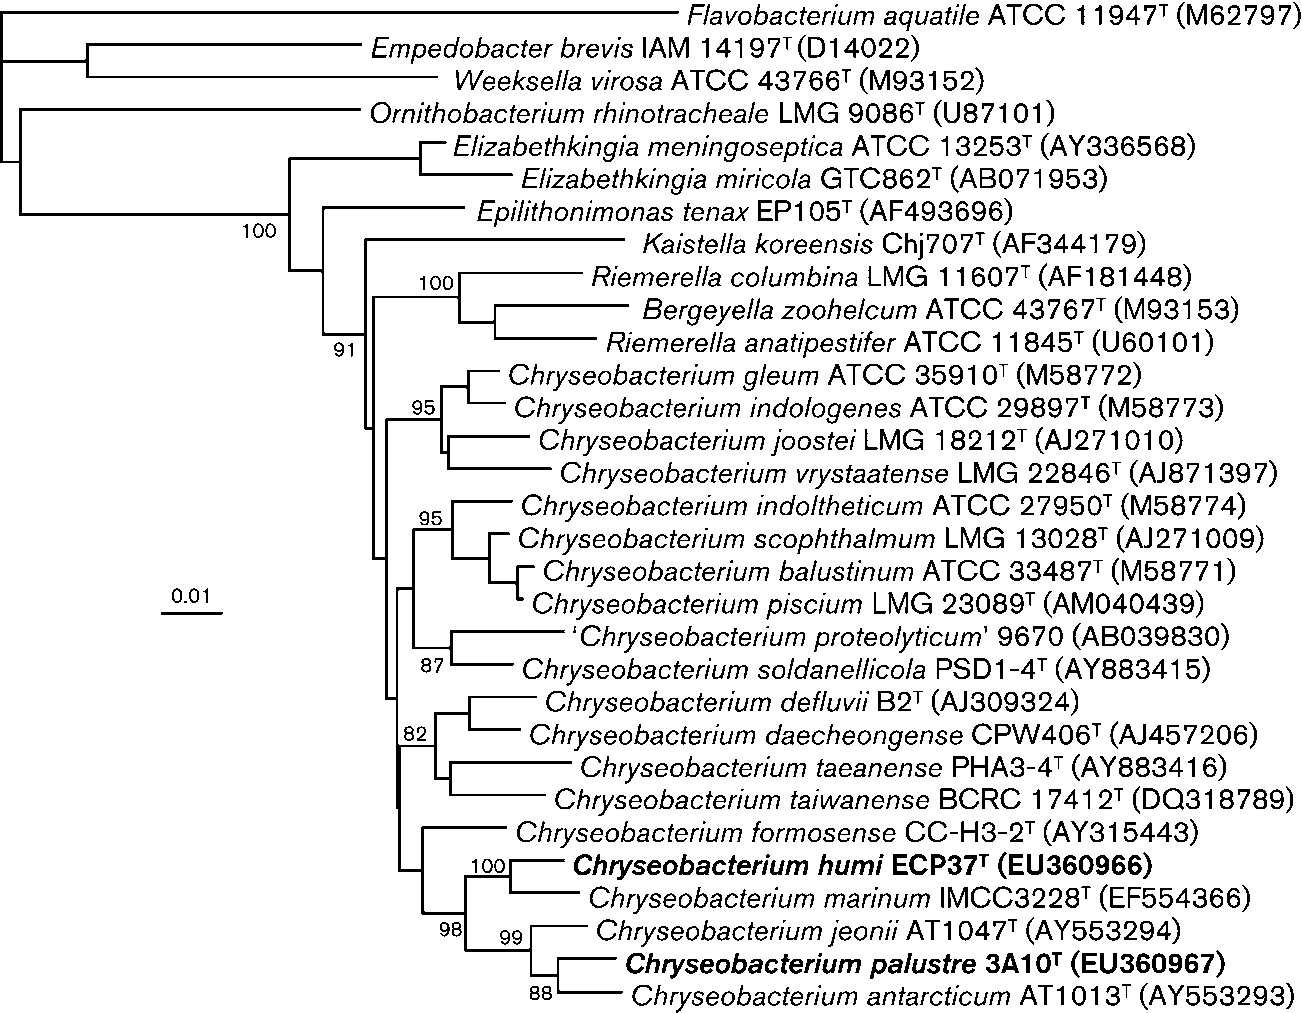 Flavobacterium aquatile ATCC 11947ᵀ (M62797)
Empedobacter brevis IAM 14197ᵀ (D14022)
Weeksella virosa ATCC 43766ᵀ (M93152)
Ornithobacterium rhinotracheale LMG 9086ᵀ (U87101)
Elizabethkingia meningoseptica ATCC 13253ᵀ (AY336568)
Elizabethkingia miricola GTC862ᵀ (AB071953)
Epilithonimonas tenax EP105ᵀ (AF493696)
100
Kaistella koreensis Chj707ᵀ (AF344179)
100
Riemerella columbina LMG 11607ᵀ (AF181448)
Bergeyella zoohelcum ATCC 43767ᵀ (M93153)
Riemerella anatipestifer ATCC 11845ᵀ (U60101)
91
Chryseobacterium gleum ATCC 35910ᵀ (M58772)
95
Chryseobacterium indologenes ATCC 29897ᵀ (M58773)
Chryseobacterium joostei LMG 18212ᵀ (AJ271010)
Chryseobacterium vrystaatense LMG 22846ᵀ (AJ871397)
Chryseobacterium indoltheticum ATCC 27950ᵀ (M58774)
95
Chryseobacterium scophthalmum LMG 13028ᵀ (AJ271009)
Chryseobacterium balustinum ATCC 33487ᵀ (M58771)
0.01
Chryseobacterium piscium LMG 23089ᵀ (AM040439)
‘Chryseobacterium proteolyticum’ 9670 (AB039830)
87
Chryseobacterium soldanellicola PSD1-4ᵀ (AY883415)
Chryseobacterium defluvii B2ᵀ (AJ309324)
82
Chryseobacterium daecheongense CPW406ᵀ (AJ457206)
Chryseobacterium taeanense PHA3-4ᵀ (AY883416)
Chryseobacterium taiwanense BCRC 17412ᵀ (DQ318789)
Chryseobacterium formosense CC-H3-2ᵀ (AY315443)
100
Chryseobacterium humi ECP37ᵀ (EU360966)
Chryseobacterium marinum IMCC3228ᵀ (EF554366)
98
99
Chryseobacterium jeonii AT1047ᵀ (AY553294)
Chryseobacterium palustre 3A10ᵀ (EU360967)
88
Chryseobacterium antarcticum AT1013ᵀ (AY553293)